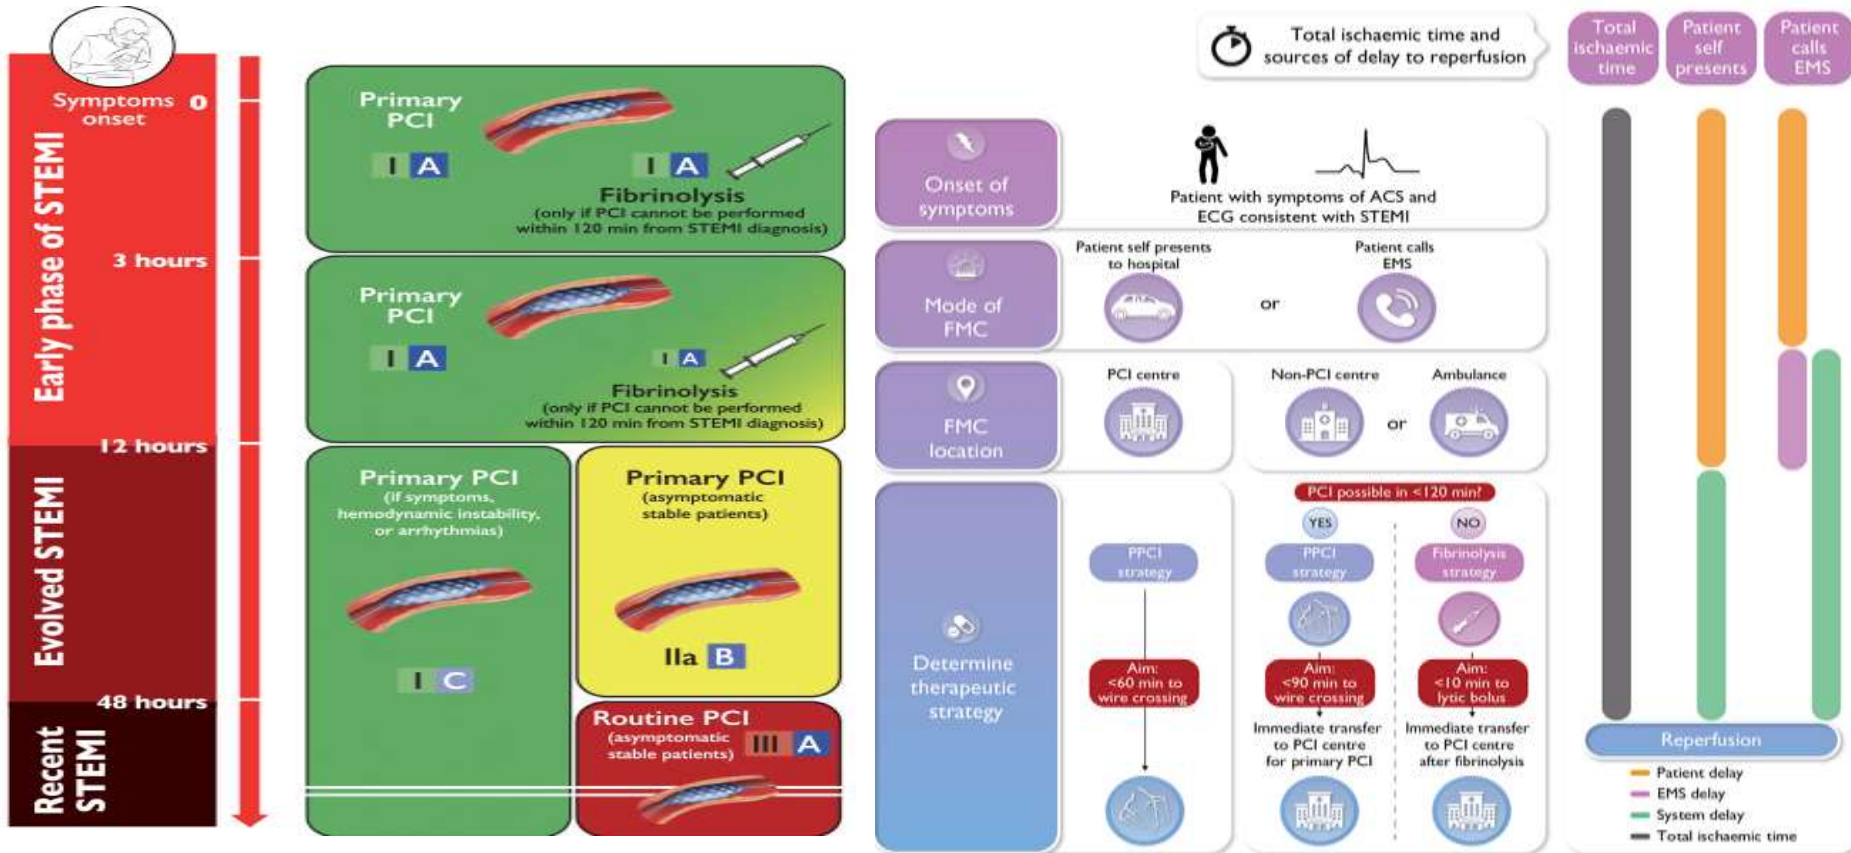 Symptoms
onset
0
3 hours
12 hours
48 hours
Early phase of STEMI
Evolved STEMI
Recent
STEMI
Primary
PCI
I A
I A
Fibrinolysis
(only if PCI cannot be performed
within 120 min from STEMI diagnosis)
Primary
PCI
I A
I A
Fibrinolysis
(only if PCI cannot be performed
within 120 min from STEMI diagnosis)
Primary PCI
(if symptoms,
hemodynamic instability,
or arrhythmias)
I C
Primary PCI
(asymptomatic
stable patients)
IIa B
Routine PCI
(asymptomatic
stable patients)
III A
Total ischaemic time and
sources of delay to reperfusion
Total
ischaemic
time
Patient
self
presents
Patient
calls
EMS
Onset of
symptoms
Patient with symptoms of ACS and
ECG consistent with STEMI
Mode of
FMC
Patient self presents
to hospital
or
Patient calls
EMS
FMC
location
PCI centre
Non-PCI centre
or
Ambulance
Determine
therapeutic
strategy
PCI possible in <120 min?
YES
NO
PPCI
strategy
PPCI
strategy
Fibrinolysis
strategy
Aim:
<60 min to
wire crossing
Aim:
<90 min to
wire crossing
Aim:
<10 min to
lytic bolus
Immediate transfer
to PCI centre
for primary PCI
Immediate transfer
to PCI centre
after fibrinolysis
Reperfusion
Patient delay
EMS delay
System delay
Total ischaemic time